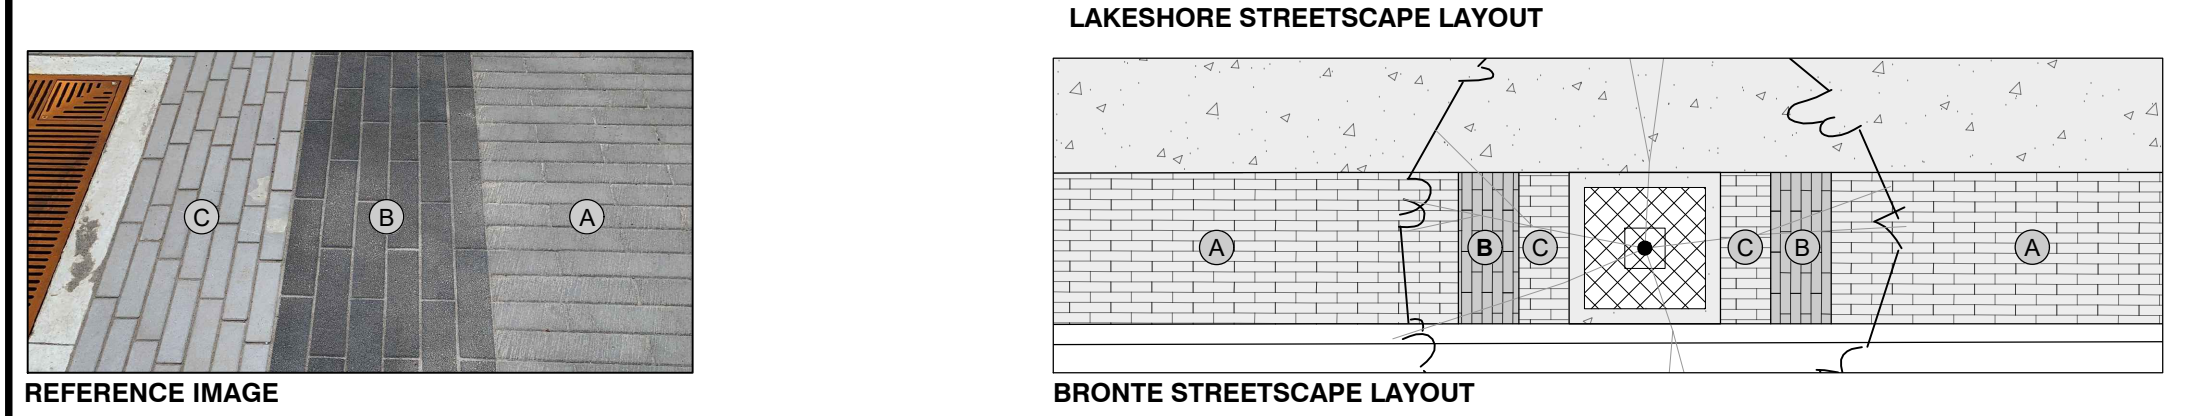 LAKESHORE STREETSCAPE LAYOUT
C B A
A B C C B A
REFERENCE IMAGE
BRONTE STREETSCAPE LAYOUT